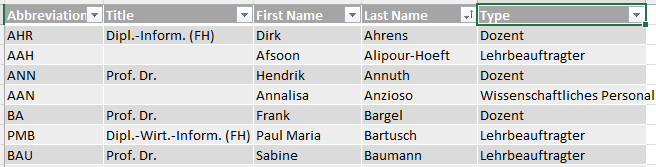 Abbreviation Title First Name Last Name Type
AHR Dipl.-Inform. (FH) Dirk Ahrens Dozent
AAH Afsoon Alipour-Hoeft Lehrbeauftragter
ANN Prof. Dr. Hendrik Annuth Dozent
AAN Annalisa Anzioso Wissenschaftliches Personal
BA Prof. Dr. Frank Bargel Dozent
PMB Dipl.-Wirt.-Inform. (FH) Paul Maria Bartusch Lehrbeauftragter
BAU Prof. Dr. Sabine Baumann Lehrbeauftragter